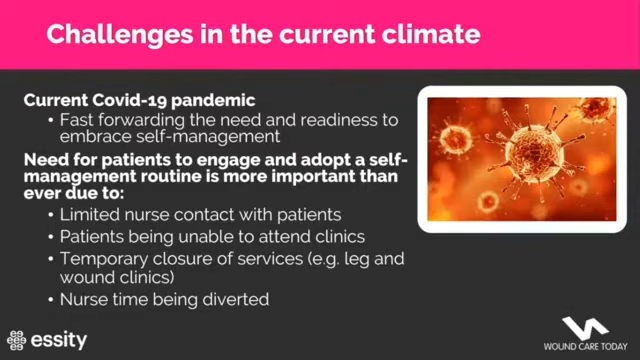 Challenges in the current climate
Current Covid-19 pandemic
• Fast forwarding the need and readiness to
embrace self-management
Need for patients to engage and adopt a self-
management routine is more important than
ever due to:
• Limited nurse contact with patients
• Patients being unable to attend clinics
• Temporary closure of services (e.g. leg and
wound clinics)
• Nurse time being diverted
essity
WOUND CARE TODAY